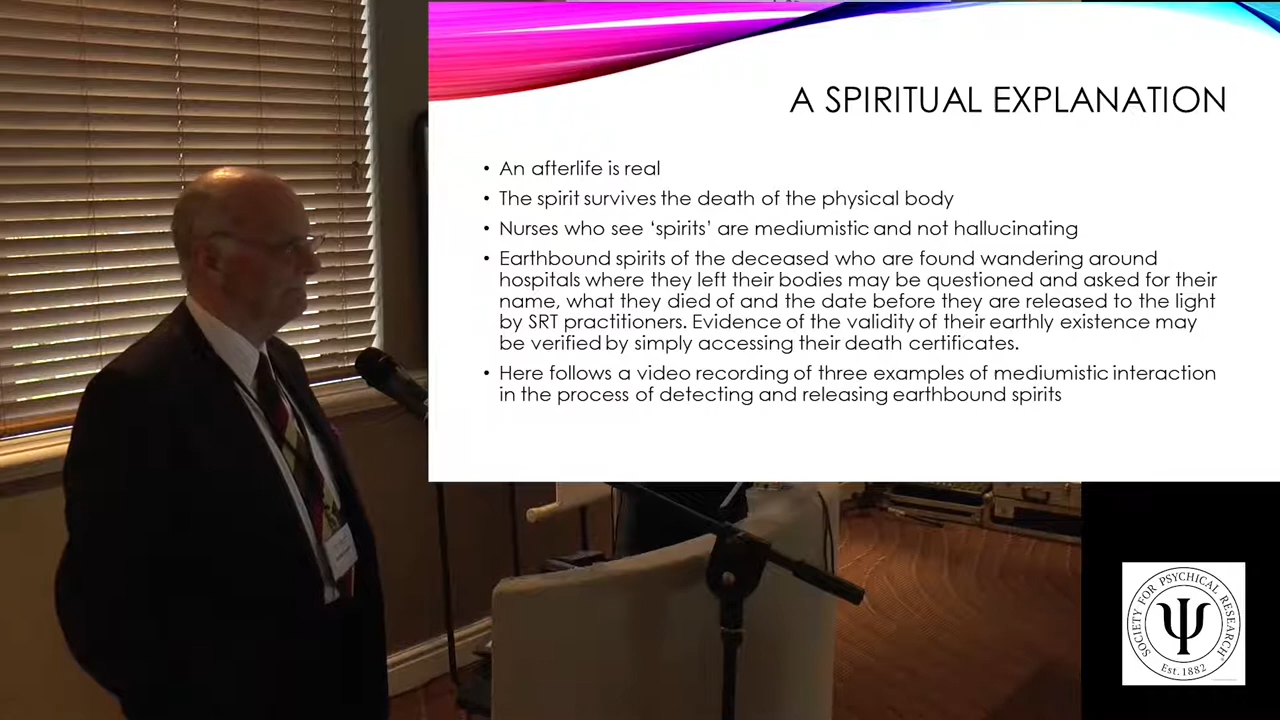 A SPIRITUAL EXPLANATION
• An afterlife is real
• The spirit survives the death of the physical body
• Nurses who see ‘spirits’ are mediumistic and not hallucinating
• Earthbound spirits of the deceased who are found wandering around
hospitals where they left their bodies may be questioned and asked for their
name, what they died of and the date before they are released to the light
by SRT practitioners. Evidence of the validity of their earthly existence may
be verified by simply accessing their death certificates.
• Here follows a video recording of three examples of mediumistic interaction
in the process of detecting and releasing earthbound spirits
SOCIETY FOR PSYCHICAL RESEARCH
Ψ
Est. 1882